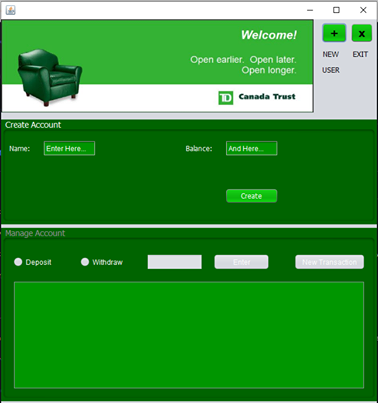 Welcome!
Open earlier. Open later.
Open longer.
TD Canada Trust
+
x
NEW USER
EXIT
Create Account
Name:
Enter Here...
Balance:
And Here...
Create
Manage Account
Deposit
Withdraw
Enter
New Transaction